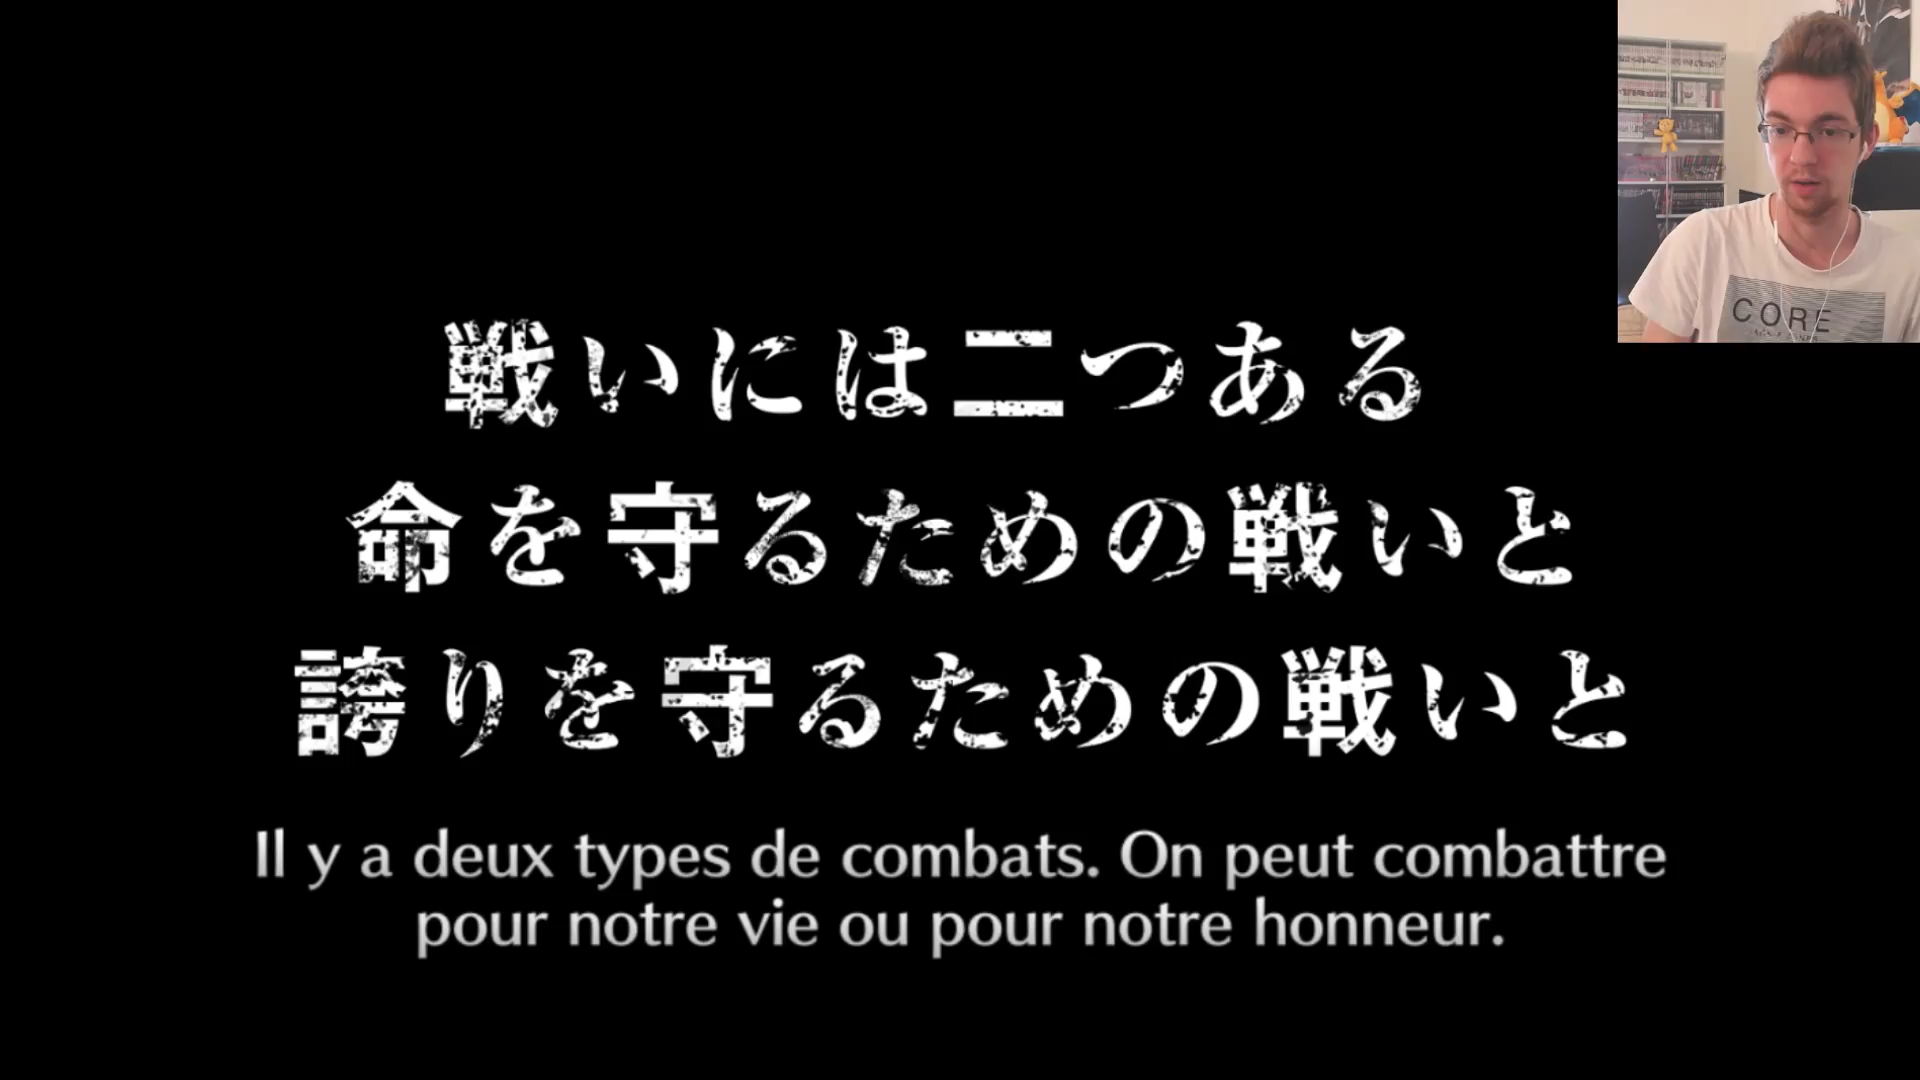 戦いには二つある
命を守るための戦いと
誇りを守るための戦いと
Il y a deux types de combats. On peut combattre
pour notre vie ou pour notre honneur.
CORE